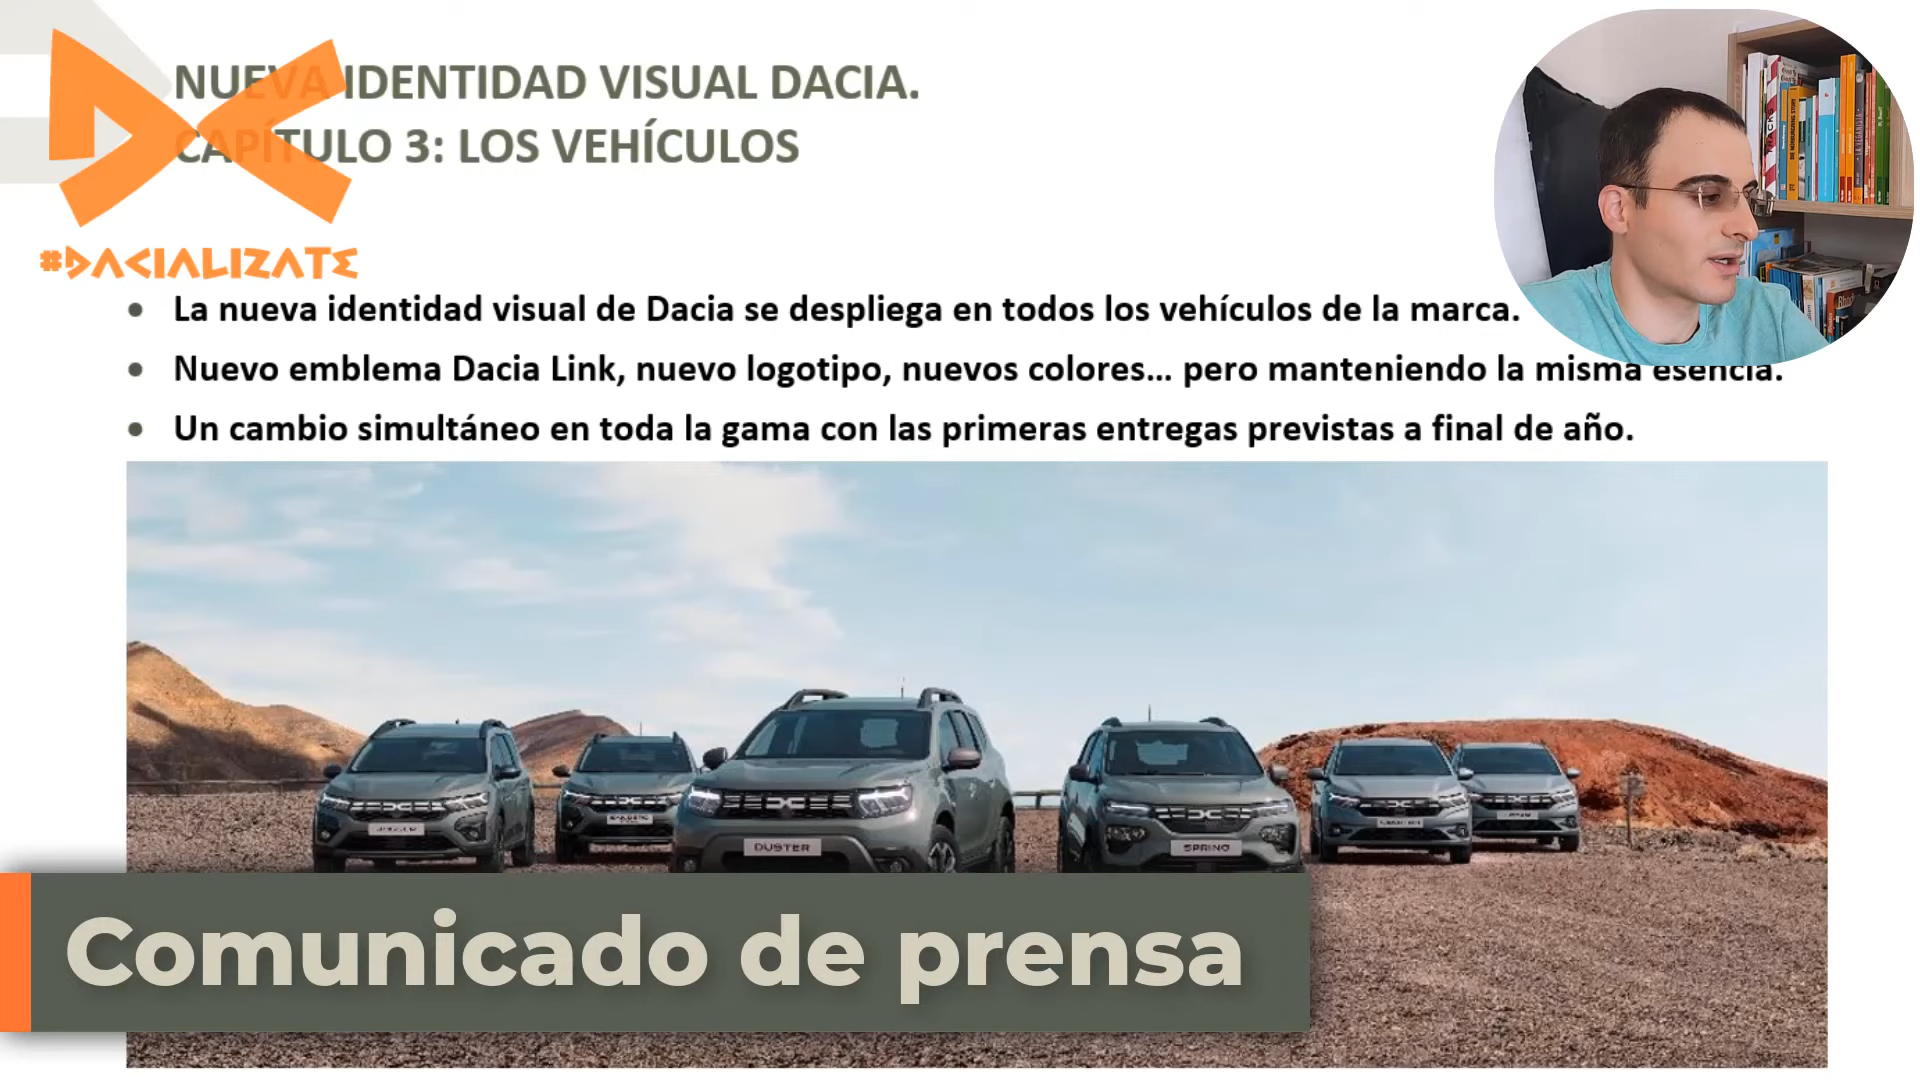 NUEVA IDENTIDAD VISUAL DACIA.
CAPÍTULO 3: LOS VEHÍCULOS
#DACIALIZATE
• La nueva identidad visual de Dacia se despliega en todos los vehículos de la marca.
• Nuevo emblema Dacia Link, nuevo logotipo, nuevos colores... pero manteniendo la misma esencia.
• Un cambio simultáneo en toda la gama con las primeras entregas previstas a final de año.
DUSTER
SPRING
Comunicado de prensa